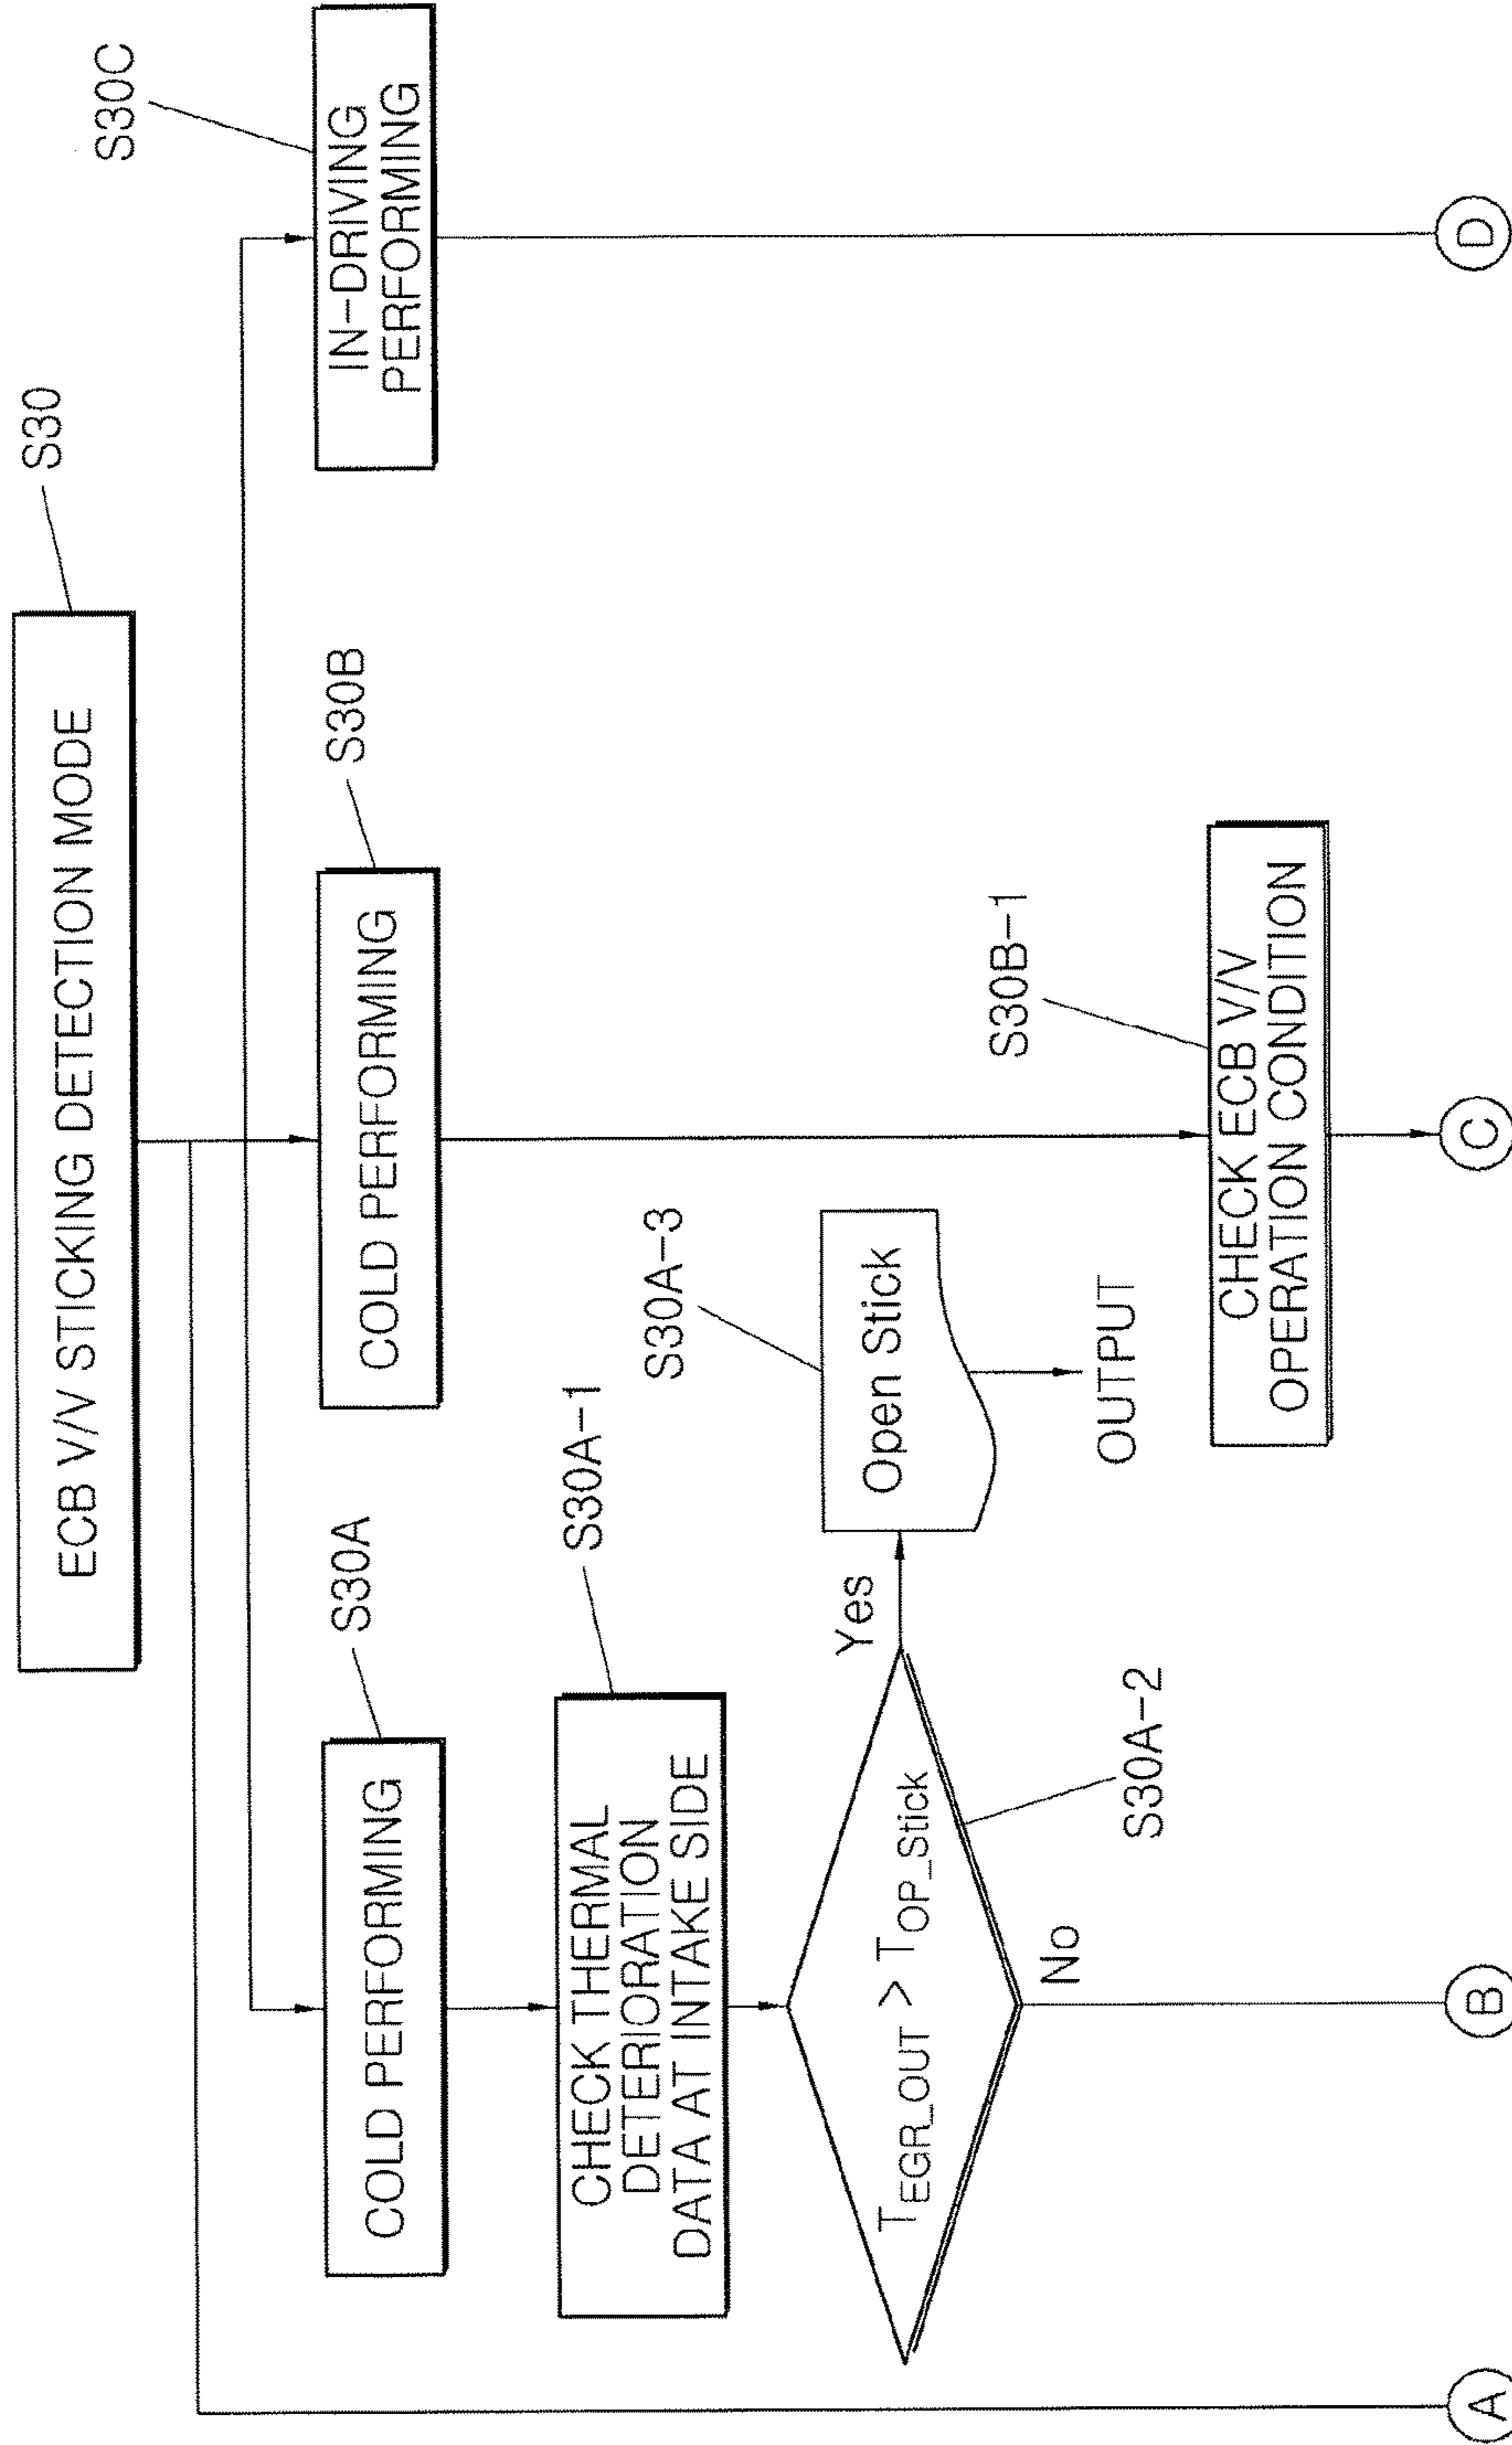 S30
ECB V/V STICKING DETECTION MODE
S30A
COLD PERFORMING
S30B
COLD PERFORMING
S30C
IN-DRIVING
PERFORMING
S30A-1
CHECK THERMAL
DETERIORATION
DATA AT INTAKE SIDE
S30A-3
Open Stick
OUTPUT
Yes
TEGR_OUT > TOP_Stick
S30A-2
No
S30B-1
CHECK ECB V/V
OPERATION CONDITION
A
B
C
D